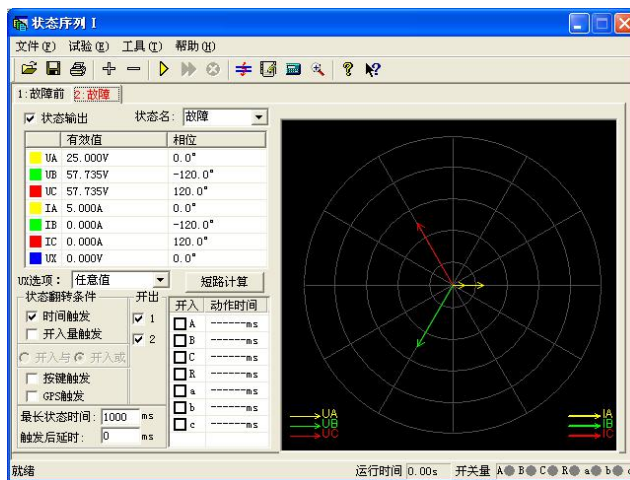 状态序列 I
文件(F) 试验(E) 工具(T) 帮助(H)
1:故障前 2:故障
状态输出 状态名: 故障
有效值 相位
UA 25.000V 0.0°
UB 57.735V -120.0°
UC 57.735V 120.0°
IA 5.000A 0.0°
IB 0.000A -120.0°
IC 0.000A 120.0°
UX 0.000V 0.0°
UX选项: 任意值 短路计算
状态翻转条件 开出 开入 动作时间
时间触发 1 A ------ms
开入量触发 2 B ------ms
开入与 开入或 C ------ms
R ------ms
按键触发 a ------ms
GPS触发 b ------ms
最长状态时间: 1000 ms c ------ms
触发后延时: 0 ms
UA IA
UB IB
UC IC
就绪 运行时间 0.00s 开关量 A B C R a b c